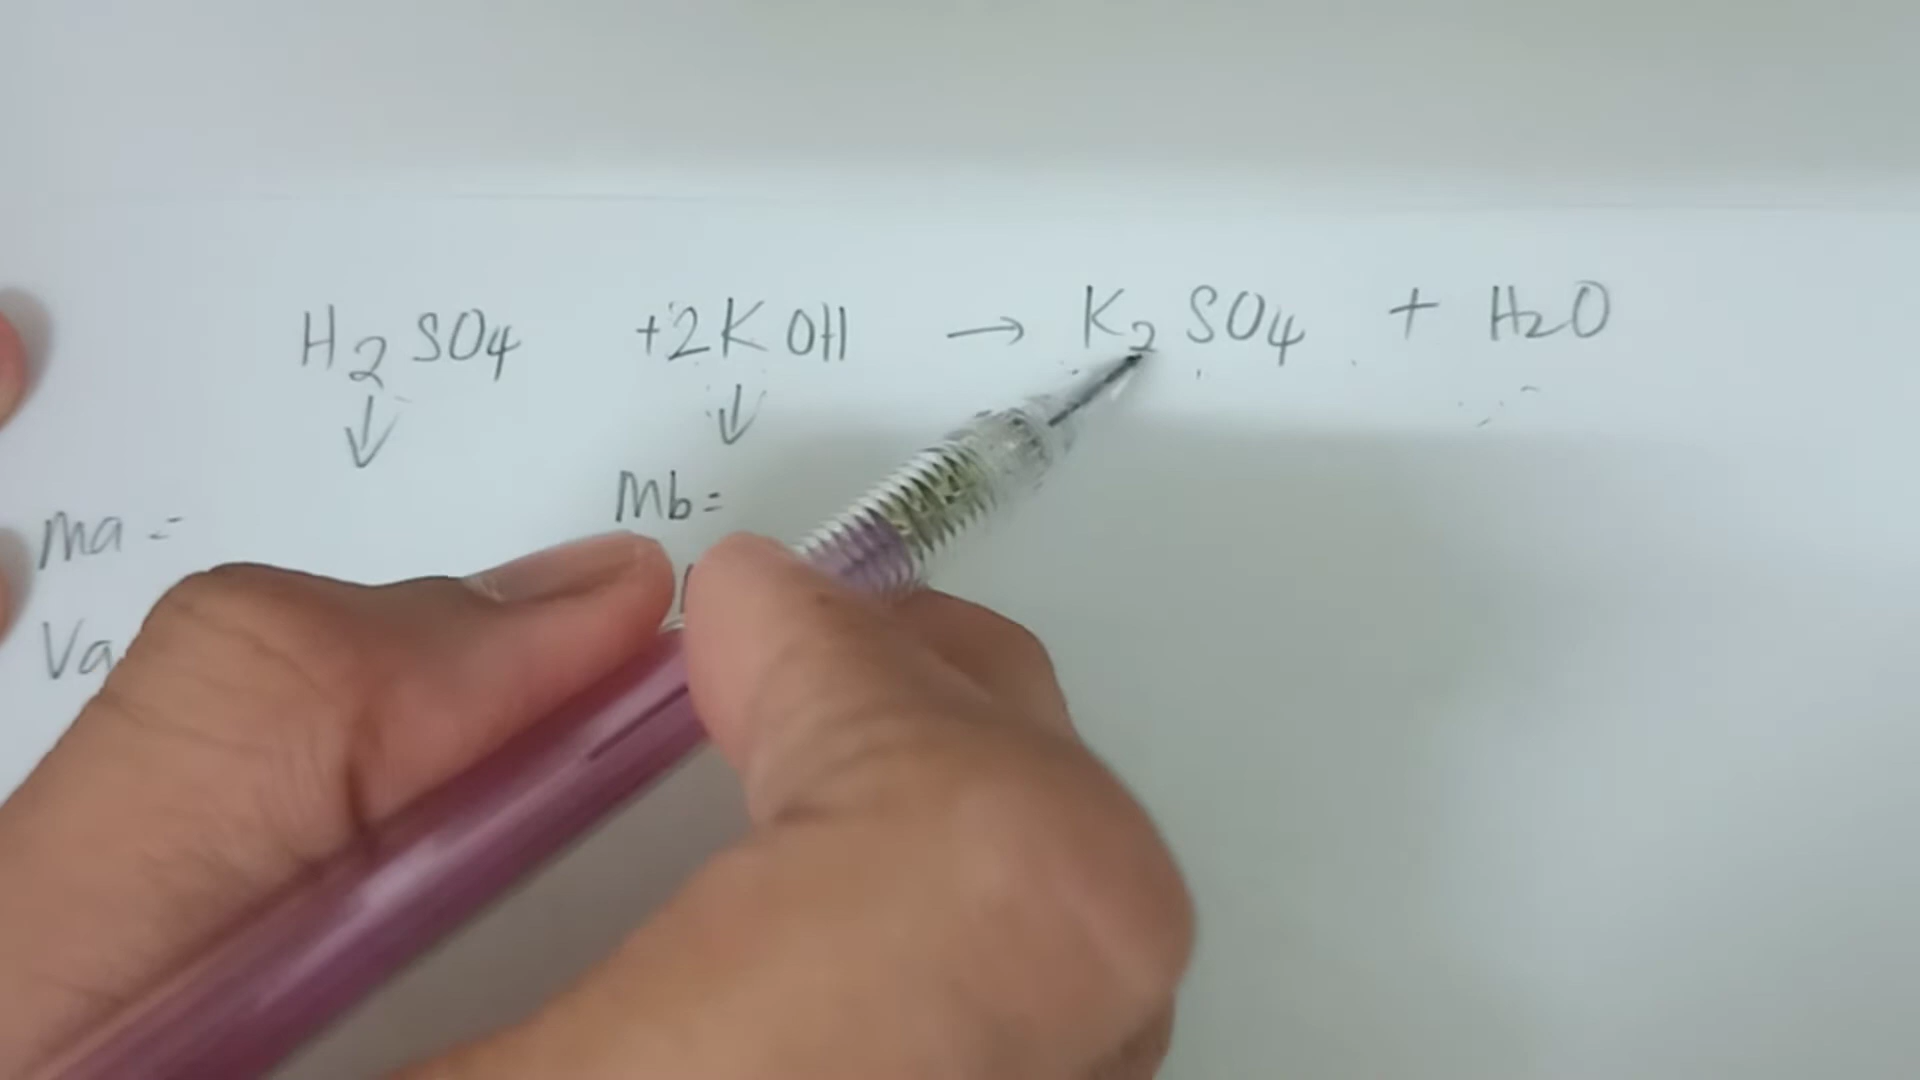 H2SO4 +2KOH → K2SO4 + H2O
↓ ↓
Mb=
Ma =
Va